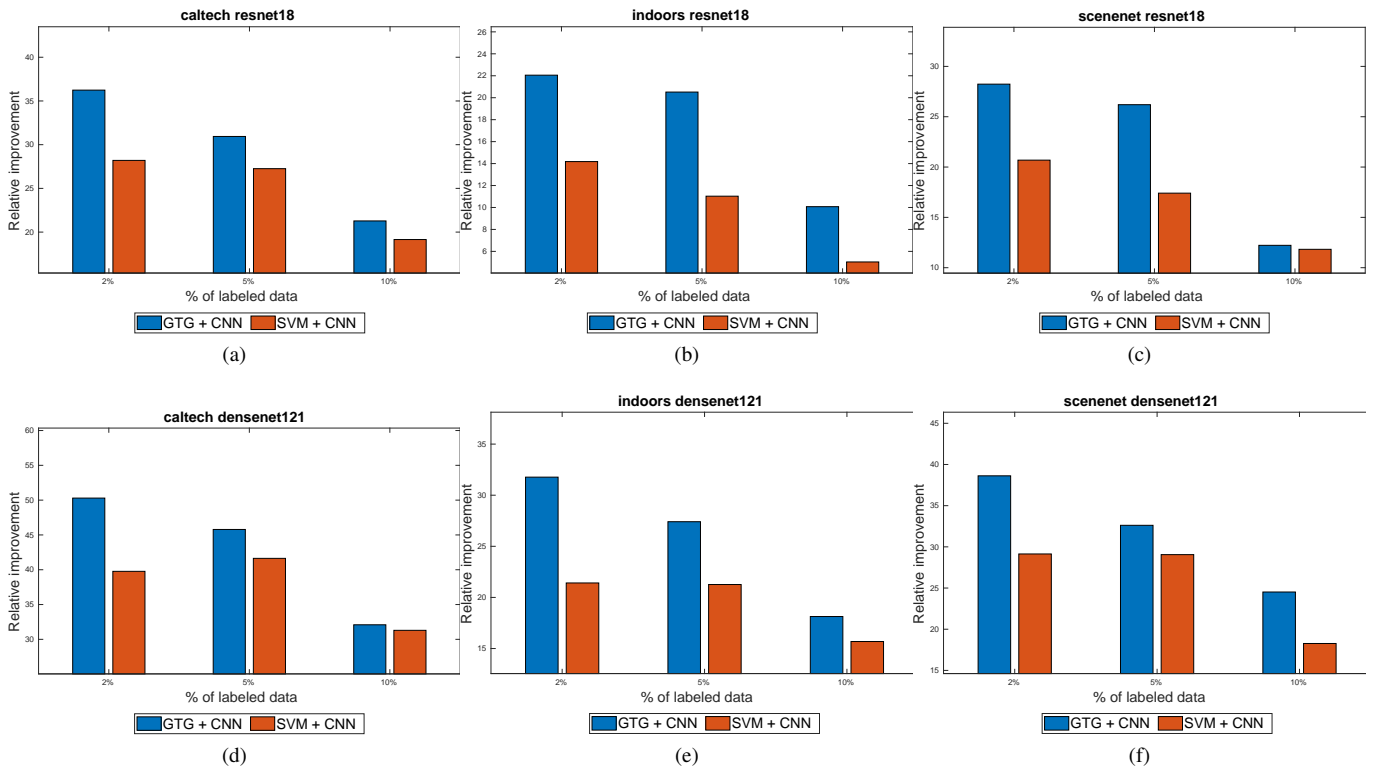 caltech resnet18
40
35
30
25
20
Relative improvement
2%
5%
10%
% of labeled data
GTG + CNN
SVM + CNN
(a)
indoors resnet18
26
24
22
20
18
16
14
12
10
8
6
Relative improvement
2%
5%
10%
% of labeled data
GTG + CNN
SVM + CNN
(b)
scenenet resnet18
30
25
20
15
10
Relative improvement
2%
5%
10%
% of labeled data
GTG + CNN
SVM + CNN
(c)
caltech densenet121
60
55
50
45
40
35
30
Relative improvement
2%
5%
10%
% of labeled data
GTG + CNN
SVM + CNN
(d)
indoors densenet121
35
30
25
20
15
Relative improvement
2%
5%
10%
% of labeled data
GTG + CNN
SVM + CNN
(e)
scenenet densenet121
45
40
35
30
25
20
15
Relative improvement
2%
5%
10%
% of labeled data
GTG + CNN
SVM + CNN
(f)